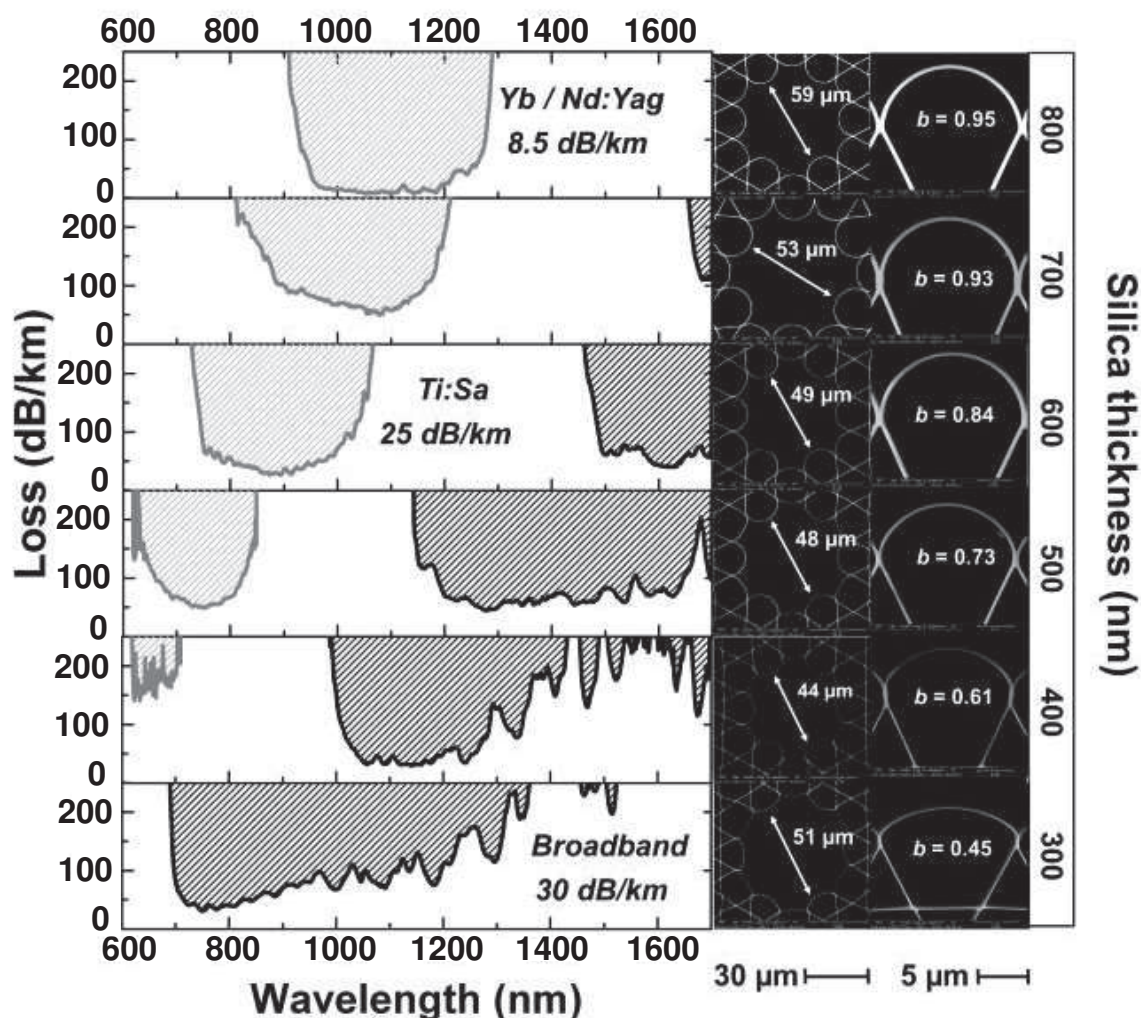 600 800 1000 1200 1400 1600
200
100
0
Yb / Nd:Yag
8.5 dB/km
59 µm
b = 0.95
800
200
100
0
53 µm
b = 0.93
700
200
100
0
Ti:Sa
25 dB/km
49 µm
b = 0.84
600
200
100
0
48 µm
b = 0.73
500
200
100
0
44 µm
b = 0.61
400
200
100
0
Broadband
30 dB/km
51 µm
b = 0.45
300
Loss (dB/km)
Silica thickness (nm)
600 800 1000 1200 1400 1600
Wavelength (nm)
30 µm
5 µm